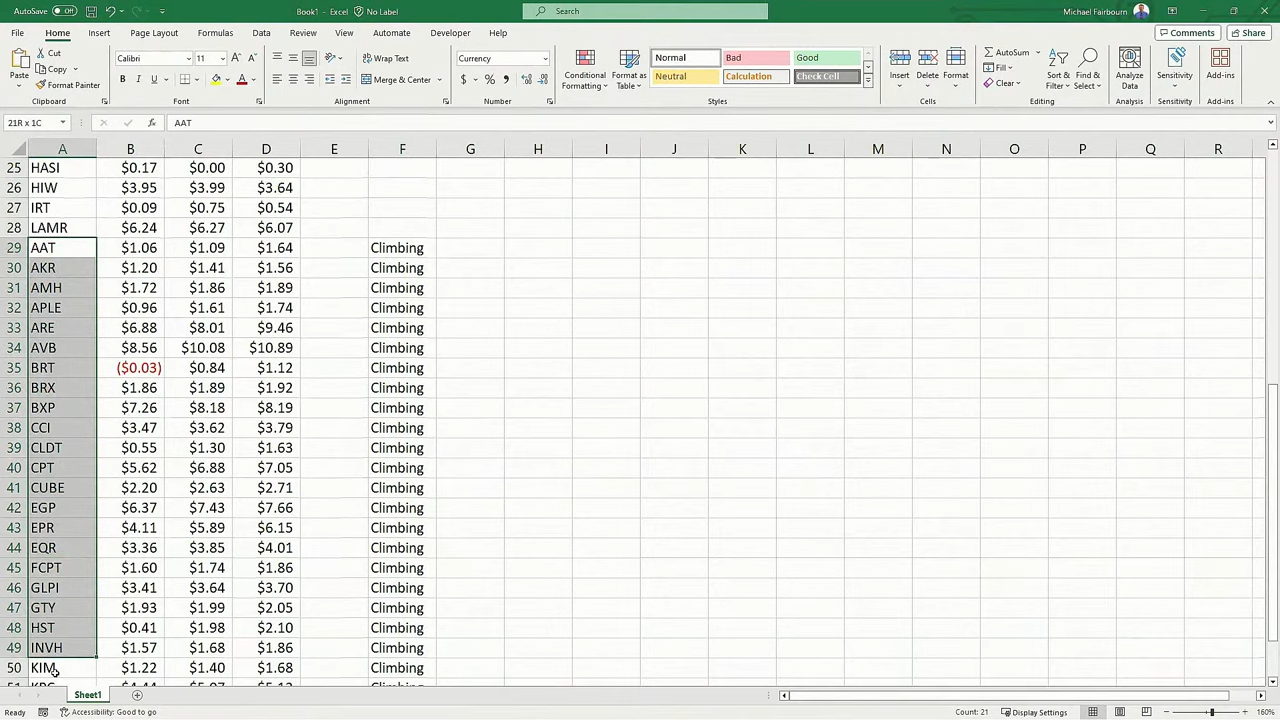 AutoSave Off Book1 - Excel No Label Search Michael Fairbourn
File Home Insert Page Layout Formulas Data Review View Automate Developer Help Comments Share
Paste Cut Copy Format Painter Clipboard
Calibri 11 B I U Font
Wrap Text Merge & Center Alignment
Currency $ % Number
Conditional Formatting Format as Table Normal Bad Good Neutral Calculation Check Cell Styles
Insert Delete Format Cells
AutoSum Fill Clear Sort & Filter Find & Select Editing
Analyze Data Analysis
Sensitivity Sensitivity
Add-ins Add-ins
21R x 1C fx AAT
A B C D E F G H I J K L M N O P Q R
25 HASI $0.17 $0.00 $0.30
26 HIW $3.95 $3.99 $3.64
27 IRT $0.09 $0.75 $0.54
28 LAMR $6.24 $6.27 $6.07
29 AAT $1.06 $1.09 $1.64 Climbing
30 AKR $1.20 $1.41 $1.56 Climbing
31 AMH $1.72 $1.86 $1.89 Climbing
32 APLE $0.96 $1.61 $1.74 Climbing
33 ARE $6.88 $8.01 $9.46 Climbing
34 AVB $8.56 $10.08 $10.89 Climbing
35 BRT ($0.03) $0.84 $1.12 Climbing
36 BRX $1.86 $1.89 $1.92 Climbing
37 BXP $7.26 $8.18 $8.19 Climbing
38 CCI $3.47 $3.62 $3.79 Climbing
39 CLDT $0.55 $1.30 $1.63 Climbing
40 CPT $5.62 $6.88 $7.05 Climbing
41 CUBE $2.20 $2.63 $2.71 Climbing
42 EGP $6.37 $7.43 $7.66 Climbing
43 EPR $4.11 $5.89 $6.15 Climbing
44 EQR $3.36 $3.85 $4.01 Climbing
45 FCPT $1.60 $1.74 $1.86 Climbing
46 GLPI $3.41 $3.64 $3.70 Climbing
47 GTY $1.93 $1.99 $2.05 Climbing
48 HST $0.41 $1.98 $2.10 Climbing
49 INVH $1.57 $1.68 $1.86 Climbing
50 KIM $1.22 $1.40 $1.68 Climbing
Sheet1
Ready Accessibility: Good to go Count: 21 Display Settings 160%